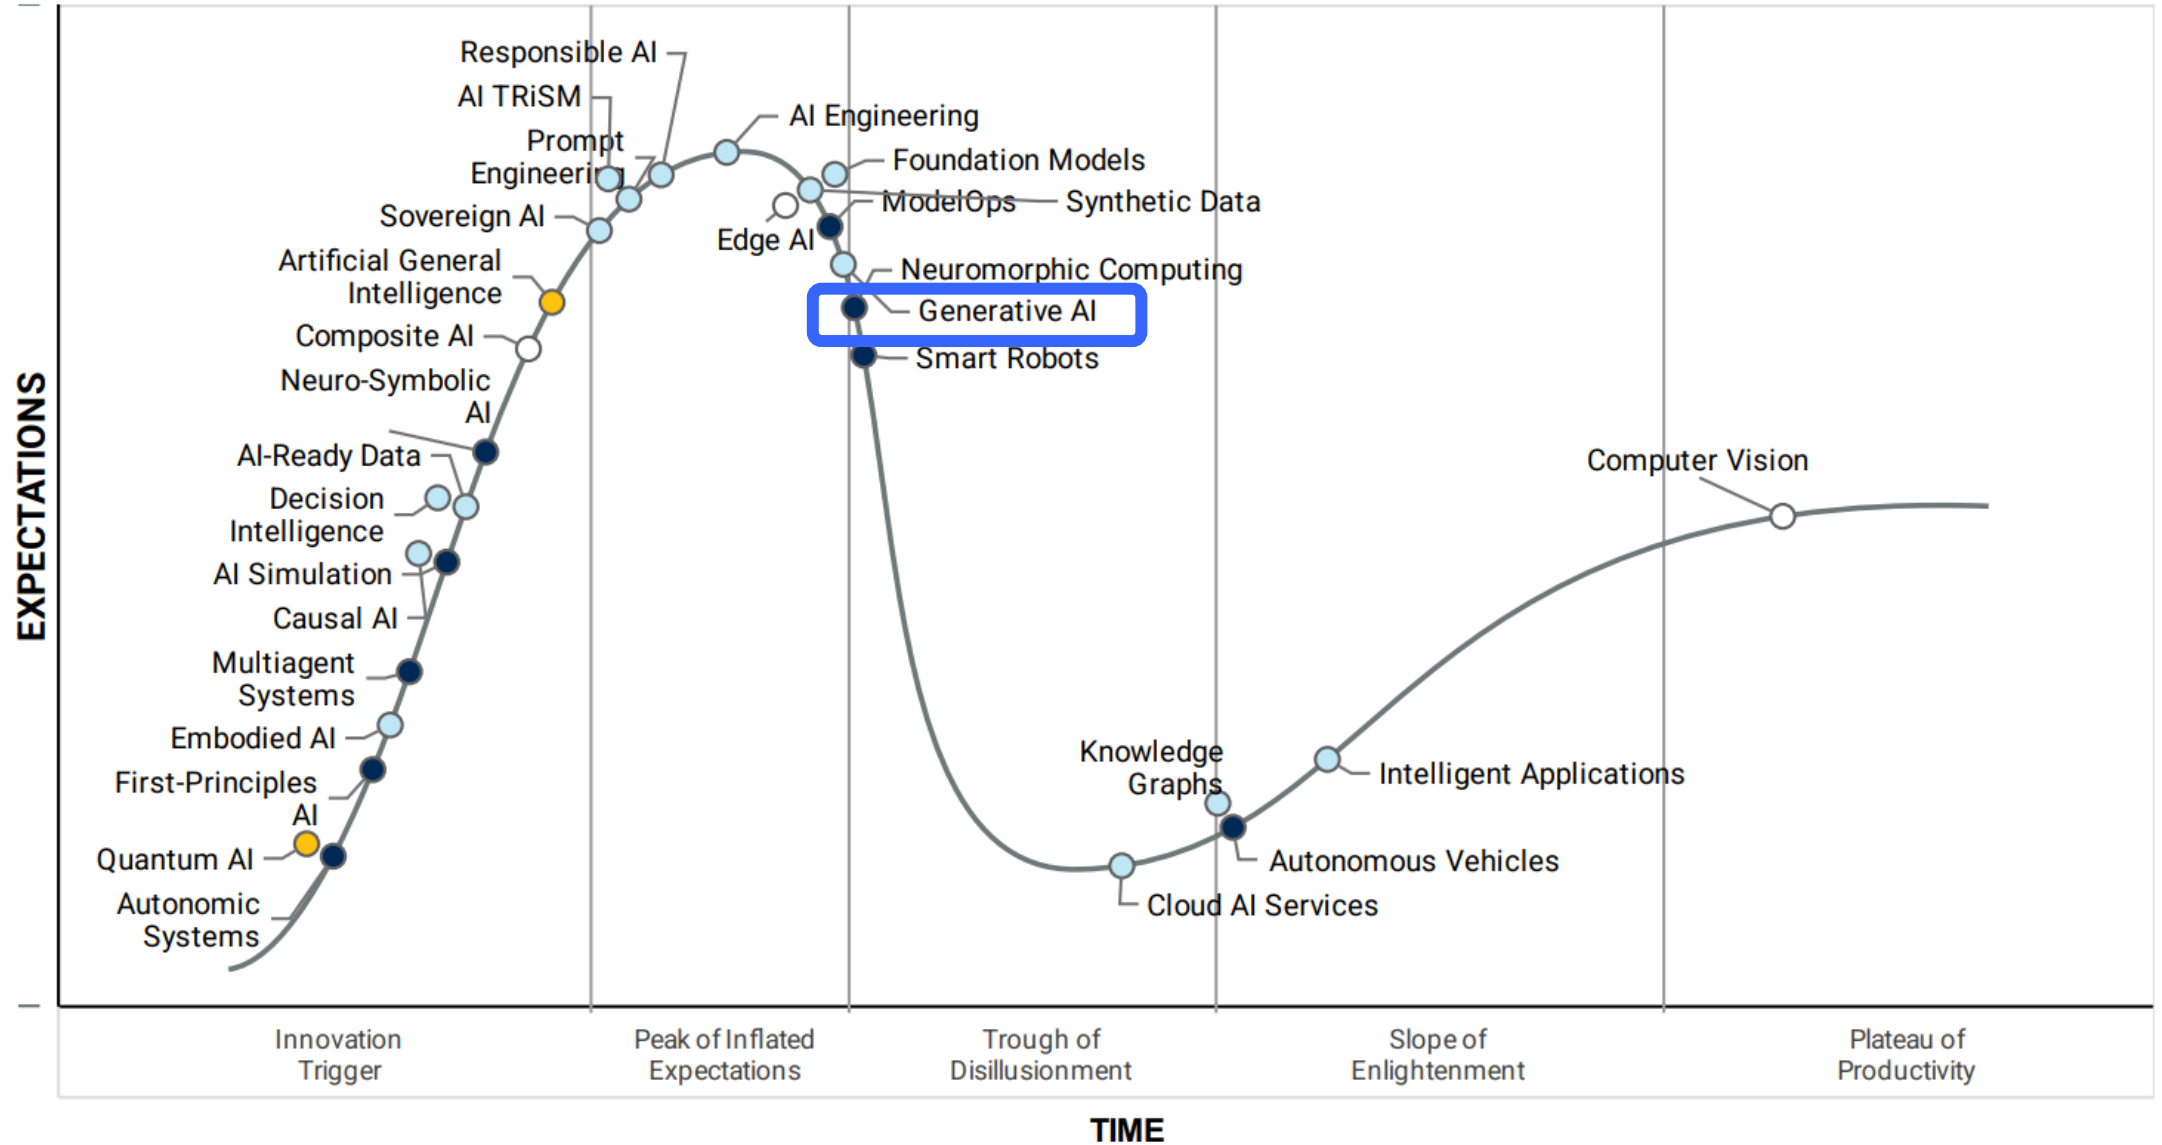 Responsible AI
AI TRiSM
Prompt
Engineering
Sovereign AI
Artificial General
Intelligence
Composite AI
Neuro-Symbolic
AI
AI-Ready Data
Decision
Intelligence
AI Simulation
Causal AI
Multiagent
Systems
Embodied AI
First-Principles
AI
Quantum AI
Autonomic
Systems
AI Engineering
Foundation Models
ModelOps
Synthetic Data
Edge AI
Neuromorphic Computing
Generative AI
Smart Robots
Knowledge
Graphs
Cloud AI Services
Autonomous Vehicles
Intelligent Applications
Computer Vision
EXPECTATIONS
Innovation
Trigger
Peak of Inflated
Expectations
Trough of
Disillusionment
Slope of
Enlightenment
Plateau of
Productivity
TIME